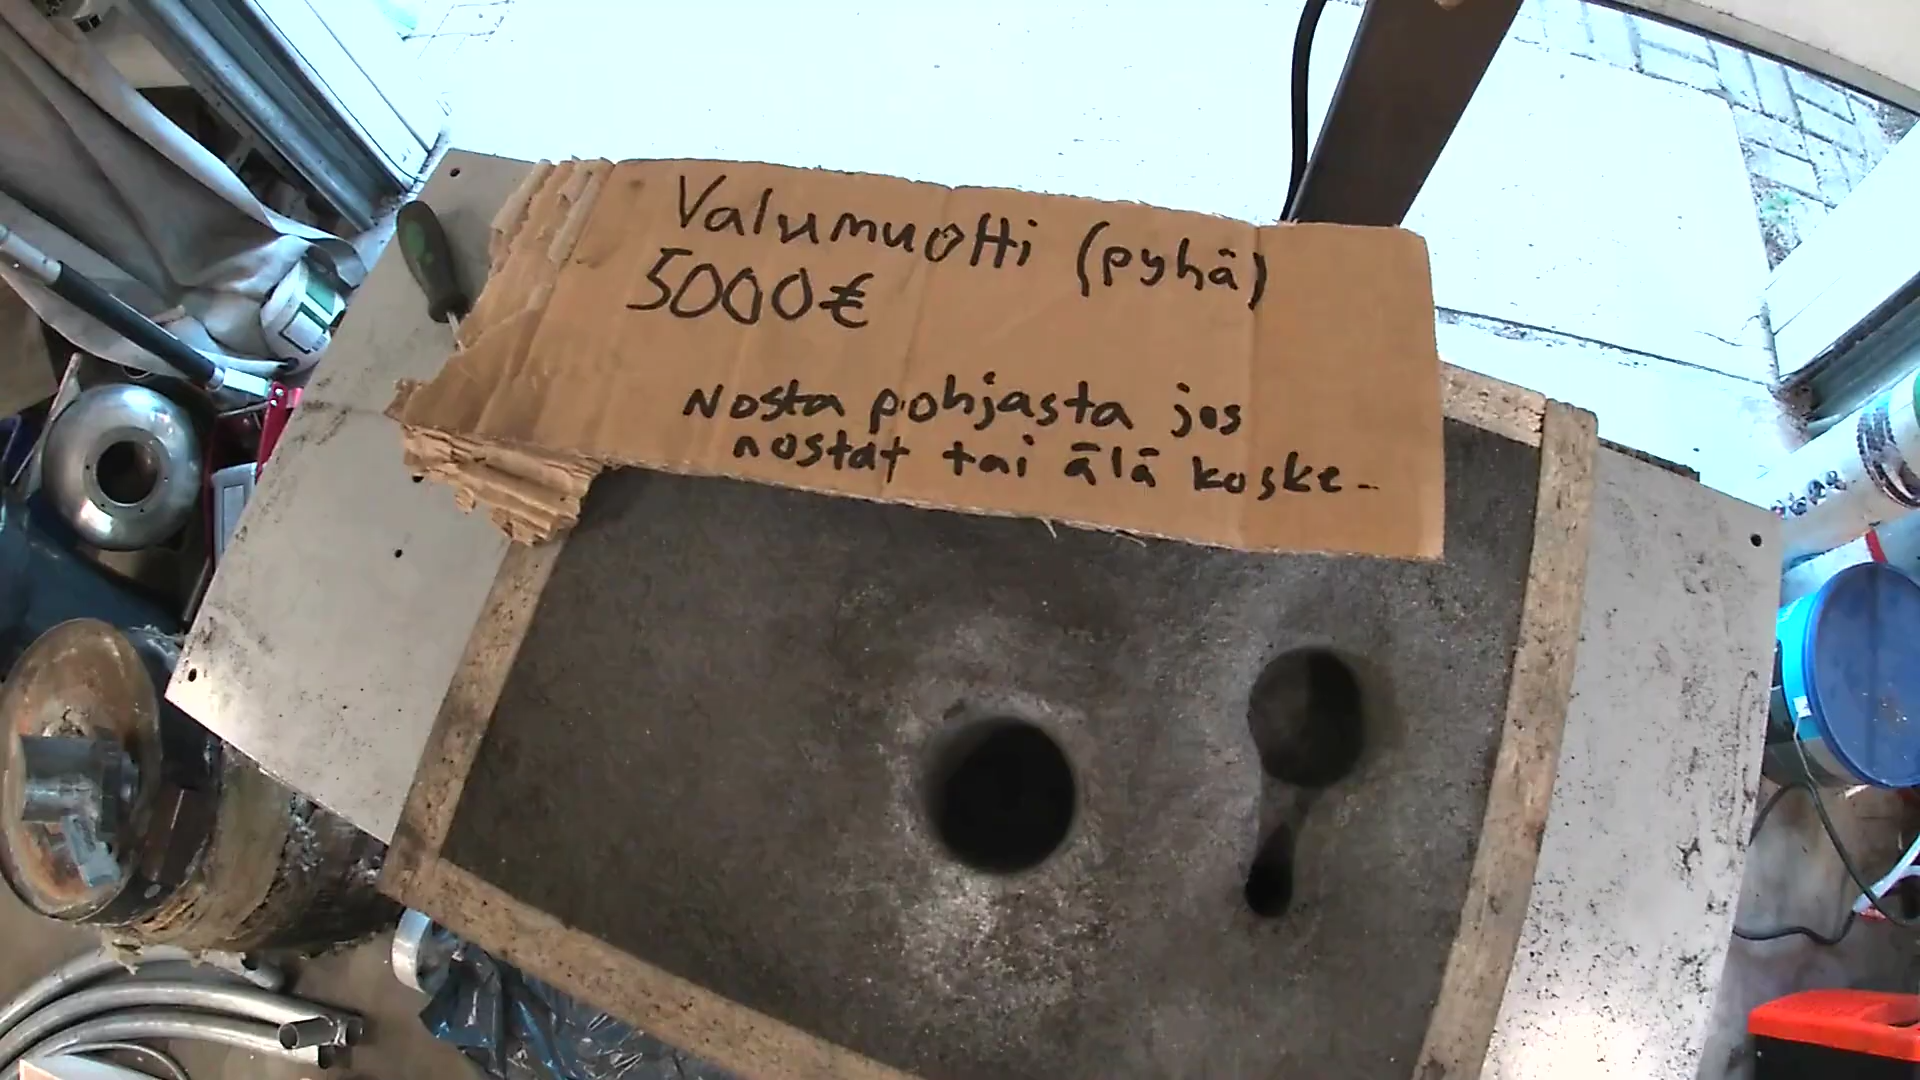 Valumuotti (pyhä)
5000€
Nosta pohjasta jos
nostat tai älä koske..